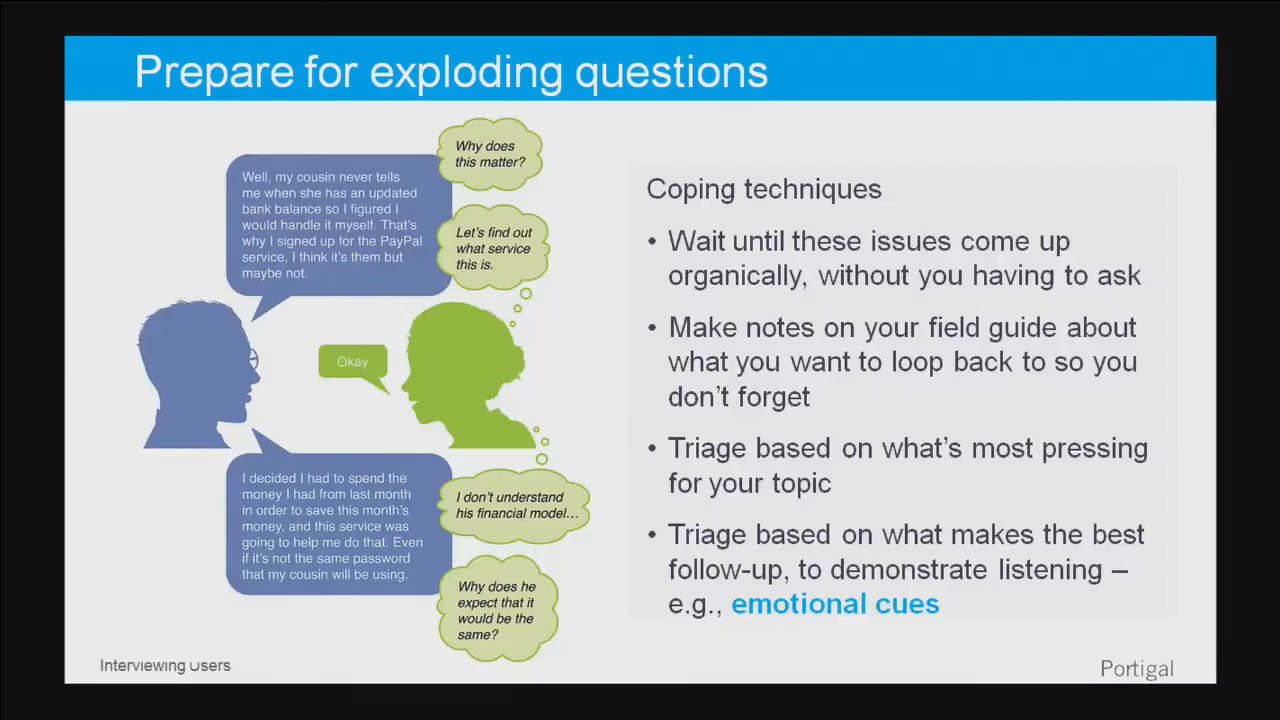 Prepare for exploding questions
Why does
this matter?
Well, my cousin never tells
me when she has an updated
bank balance so I figured I
would handle it myself. That's
why I signed up for the PayPal
service, I think it's them but
maybe not.
Let's find out
what service
this is.
Okay
I decided I had to spend the
money I had from last month
in order to save this month's
money, and this service was
going to help me do that. Even
if it's not the same password
that my cousin will be using.
I don't understand
his financial model...
Why does he
expect that it
would be the
same?
Coping techniques
• Wait until these issues come up
organically, without you having to ask
• Make notes on your field guide about
what you want to loop back to so you
don't forget
• Triage based on what's most pressing
for your topic
• Triage based on what makes the best
follow-up, to demonstrate listening –
e.g., emotional cues
Interviewing Users
Portigal